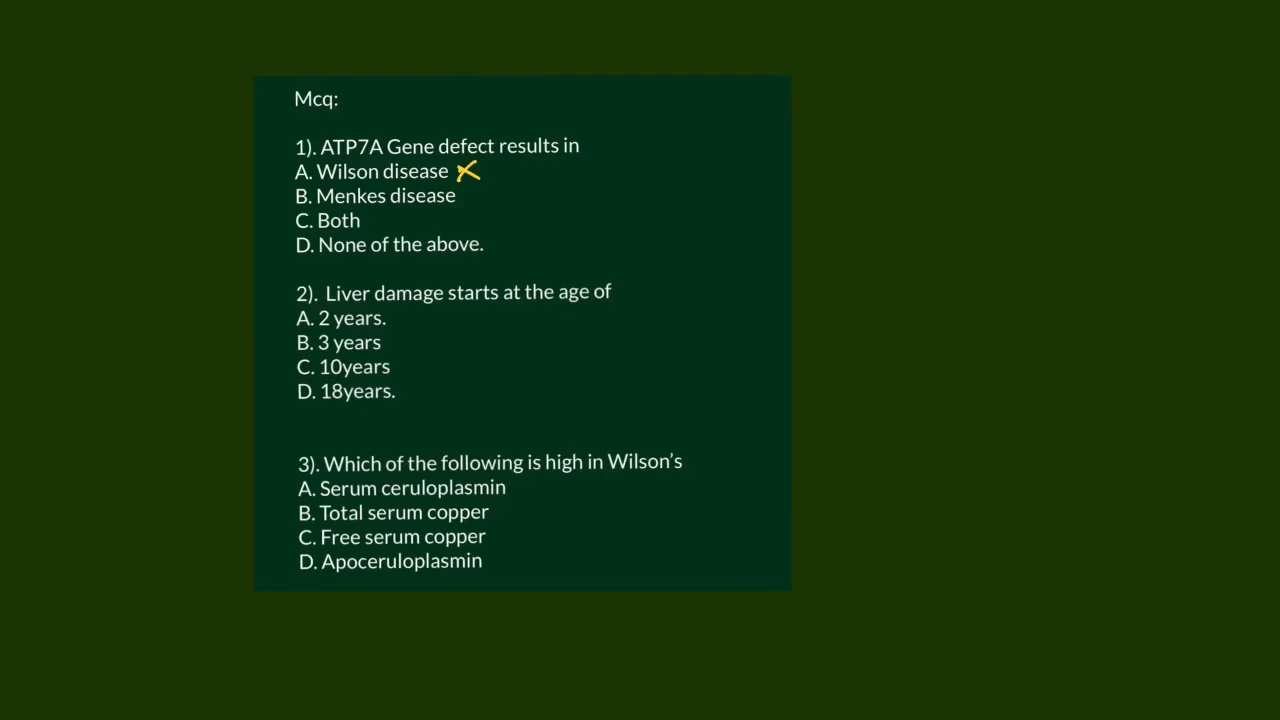 Mcq:
1). ATP7A Gene defect results in
A. Wilson disease
B. Menkes disease
C. Both
D. None of the above.
2). Liver damage starts at the age of
A. 2 years.
B. 3 years
C. 10years
D. 18years.
3). Which of the following is high in Wilson's
A. Serum ceruloplasmin
B. Total serum copper
C. Free serum copper
D. Apoceruloplasmin